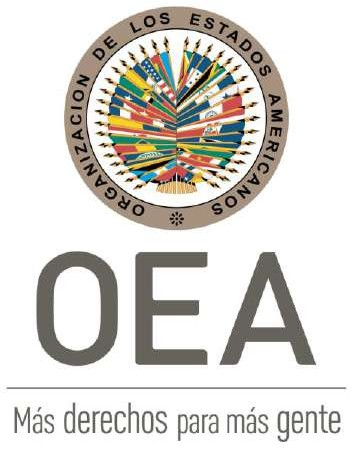 ORGANIZACION DE LOS ESTADOS AMERICANOS
OEA
Más derechos para más gente